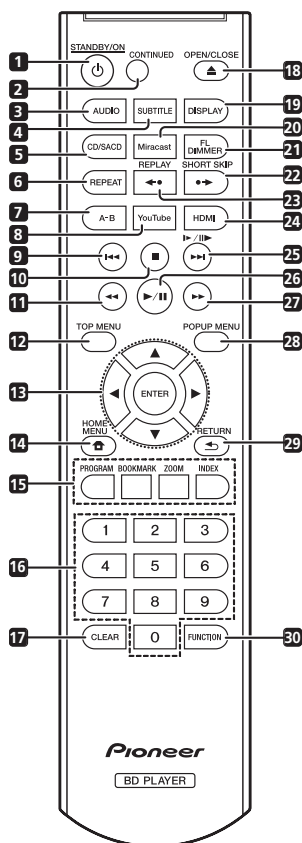 STANDBY/ON
CONTINUED
OPEN/CLOSE
1
2
18
3 AUDIO SUBTITLE DISPLAY 19
4
20
5 CD/SACD Miracast FL DIMMER 21
REPLAY SHORT SKIP
6 REPEAT 22
23
7 A-B YouTube HDMI 24
8
9 25
10 26
11 27
TOP MENU POPUP MENU
12 28
13 ENTER
HOME MENU RETURN
14 29
PROGRAM BOOKMARK ZOOM INDEX
15
1 2 3
16 4 5 6
7 8 9
17 CLEAR 0 FUNCTION 30
Pioneer
BD PLAYER